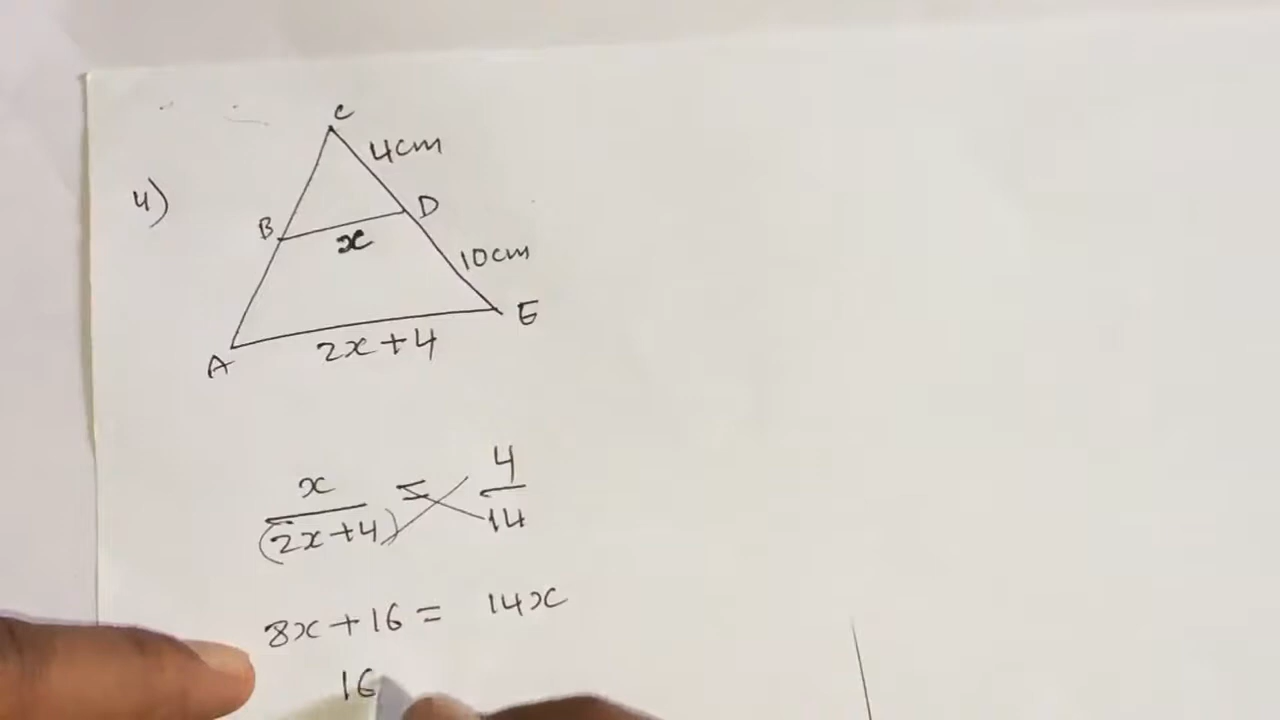 C
4cm
4)
B
D
x
10cm
E
A
2x+4
x/(2x+4) = 4/14
8x+16 = 14x
16